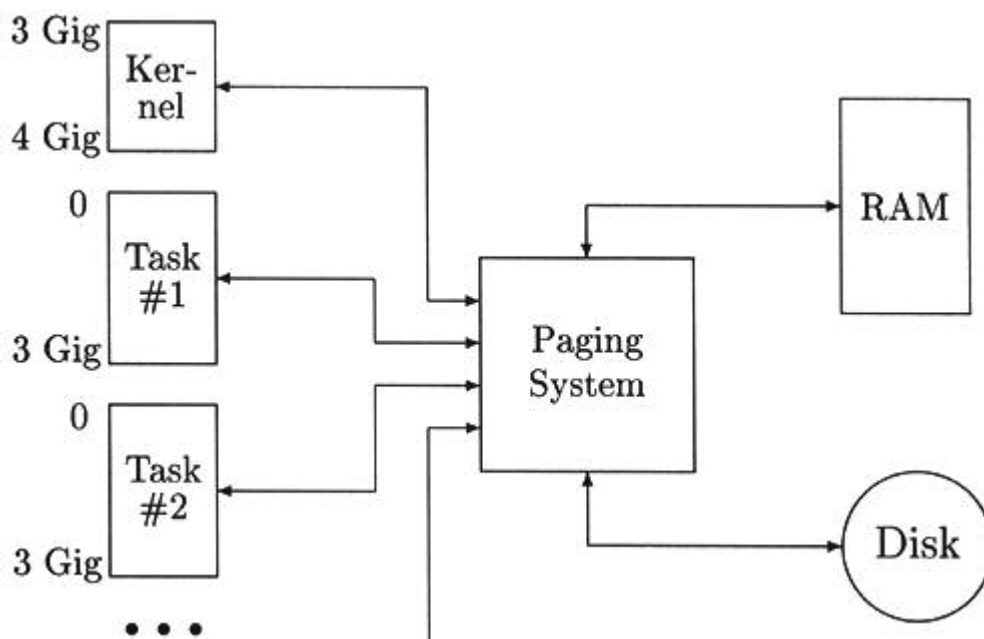 3 Gig
Ker-
nel
4 Gig
0
Task
#1
3 Gig
0
Task
#2
3 Gig
• • •
Paging
System
RAM
Disk